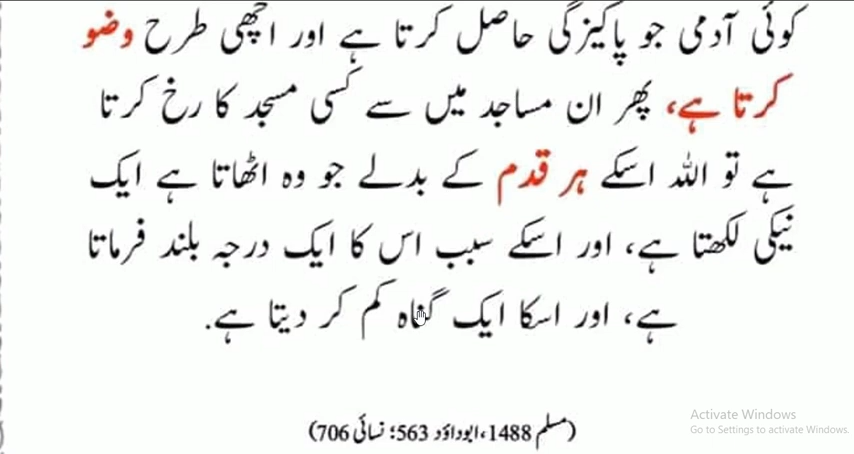 کوئی آدمی جو پاکیزگی حاصل کرتا ہے اور اچھی طرح وضو
کرتا ہے، پھر ان مساجد میں سے کسی مسجد کا رخ کرتا
ہے تو اللہ اسکے ہر قدم کے بدلے جو وہ اٹھاتا ہے ایک
نیکی لکھتا ہے، اور اسکے سبب اس کا ایک درجہ بلند فرماتا
ہے، اور اسکا ایک گناہ کم کر دیتا ہے.
(مسلم 1488، ابوداؤد 563؛ نسائی 706)
Activate Windows
Go to Settings to activate Windows.